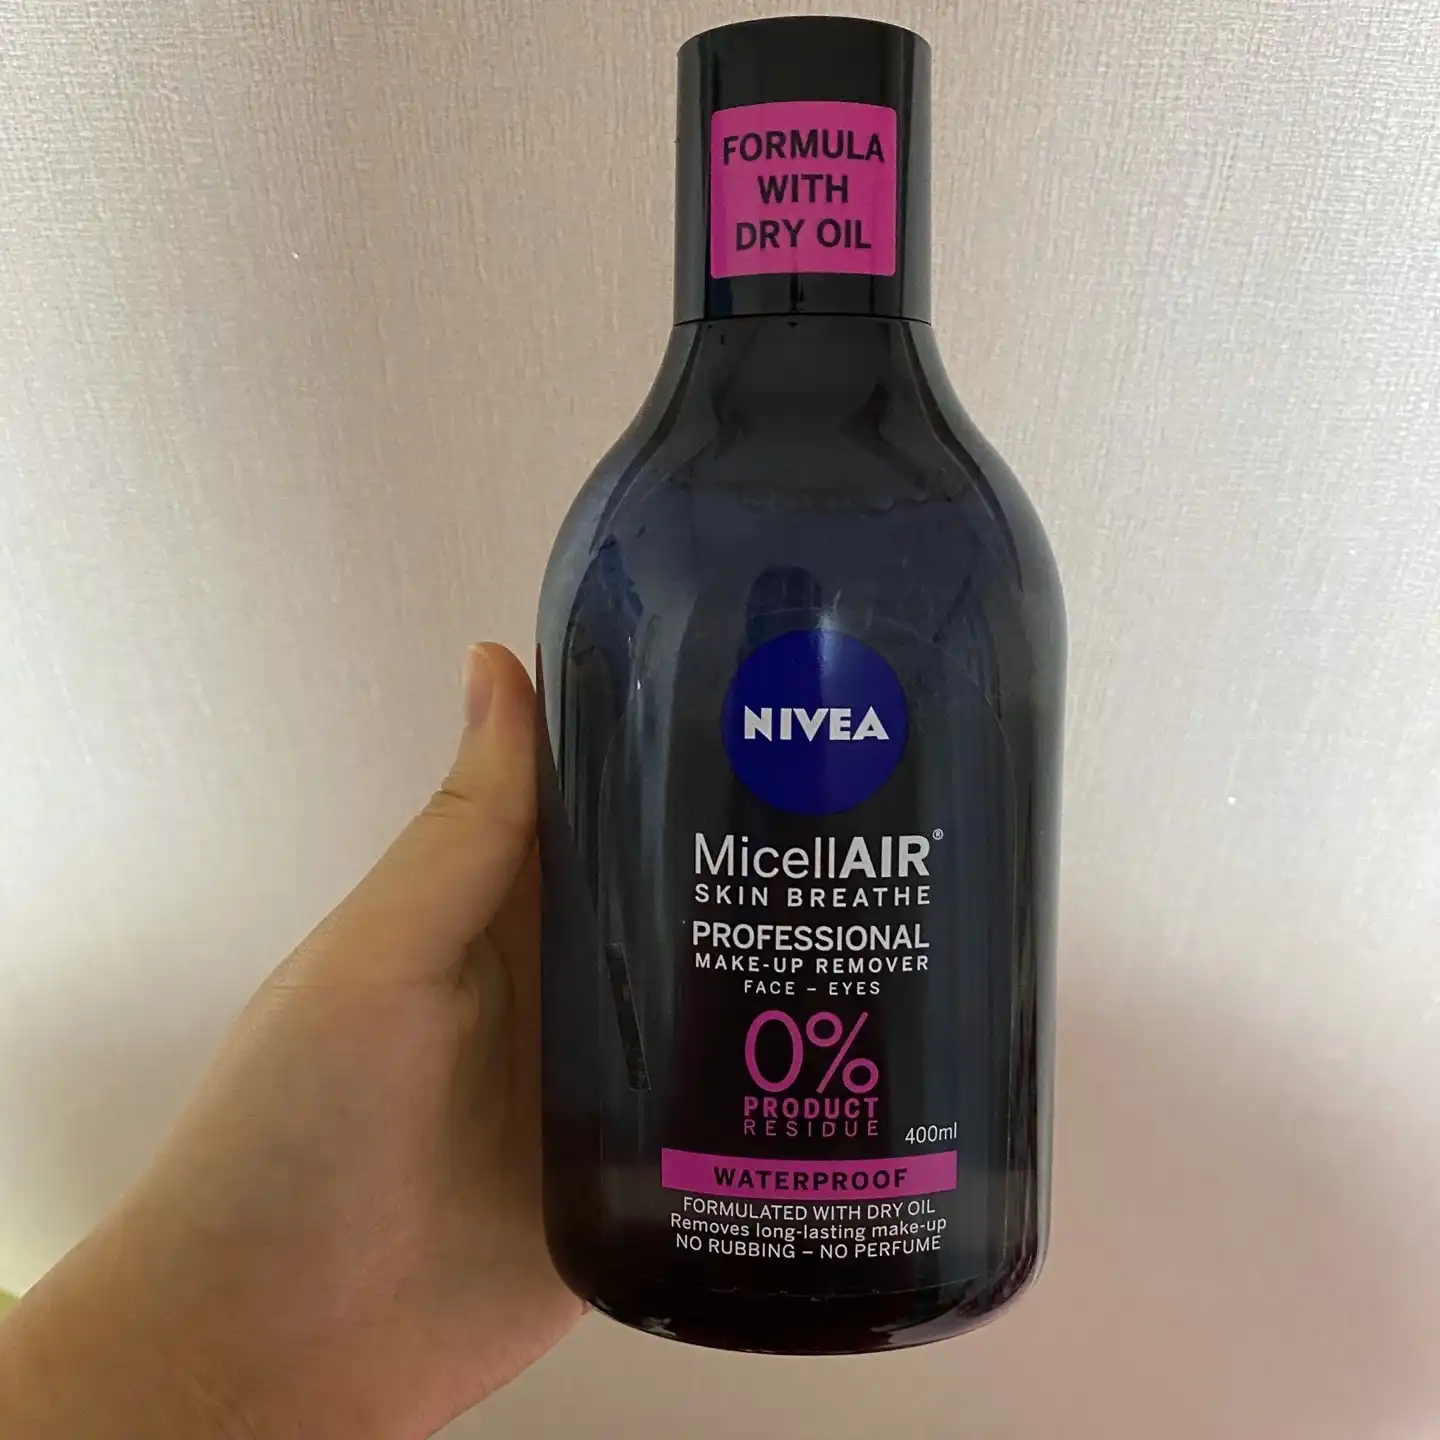 FORMULA
WITH
DRY OIL
NIVEA
MicellAIR®
SKIN BREATHE
PROFESSIONAL
MAKE-UP REMOVER
FACE – EYES
0%
PRODUCT
RESIDUE
400ml
WATERPROOF
FORMULATED WITH DRY OIL
Removes long-lasting make-up
NO RUBBING – NO PERFUME